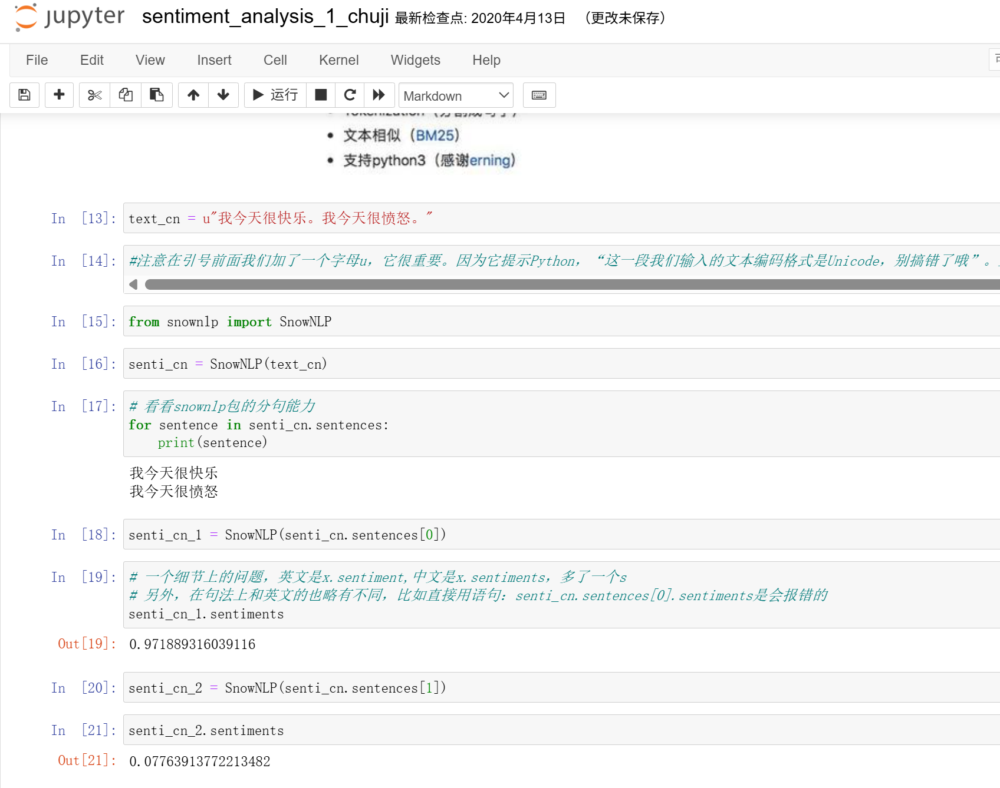 jupyter sentiment_analysis_1_chuji 最新检查点: 2020年4月13日 （更改未保存）
File Edit View Insert Cell Kernel Widgets Help
运行 Markdown
Tokenization（分割成句子）
• 文本相似（BM25）
• 支持python3（感谢erning）
In [13]: text_cn = u"我今天很快乐。我今天很愤怒。"
In [14]: #注意在引号前面我们加了一个字母u，它很重要。因为它提示Python，“这一段我们输入的文本编码格式是Unicode，别搞错了哦”。
In [15]: from snownlp import SnowNLP
In [16]: senti_cn = SnowNLP(text_cn)
In [17]: # 看看snownlp包的分句能力
for sentence in senti_cn.sentences:
    print(sentence)
我今天很快乐
我今天很愤怒
In [18]: senti_cn_1 = SnowNLP(senti_cn.sentences[0])
In [19]: # 一个细节上的问题，英文是x.sentiment,中文是x.sentiments，多了一个s
# 另外，在句法上和英文的也略有不同，比如直接用语句：senti_cn.sentences[0].sentiments是会报错的
senti_cn_1.sentiments
Out[19]: 0.971889316039116
In [20]: senti_cn_2 = SnowNLP(senti_cn.sentences[1])
In [21]: senti_cn_2.sentiments
Out[21]: 0.07763913772213482